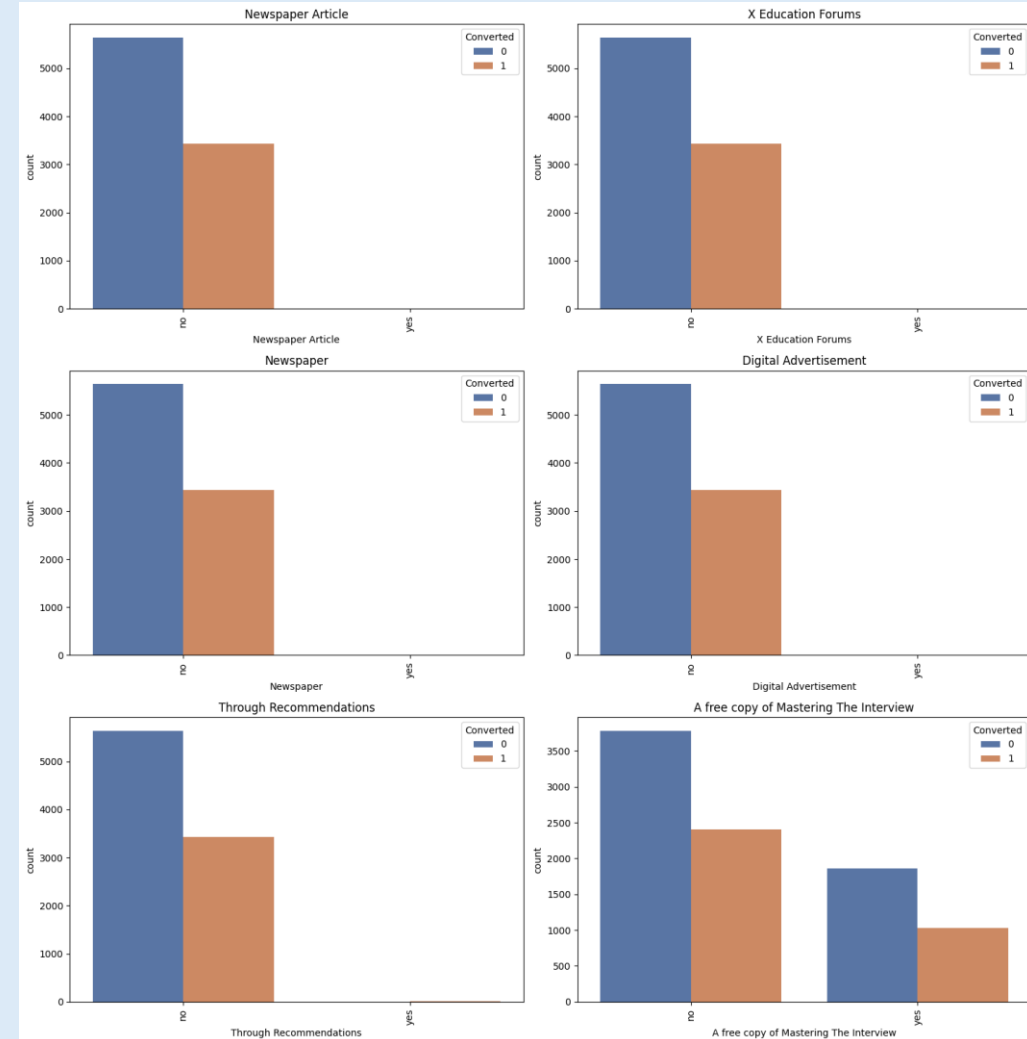 Newspaper Article
Converted
0
1
5000
4000
3000
2000
1000
0
count
no
yes
Newspaper Article
X Education Forums
Converted
0
1
5000
4000
3000
2000
1000
0
count
no
yes
X Education Forums
Newspaper
Converted
0
1
5000
4000
3000
2000
1000
0
count
no
yes
Newspaper
Digital Advertisement
Converted
0
1
5000
4000
3000
2000
1000
0
count
no
yes
Digital Advertisement
Through Recommendations
Converted
0
1
5000
4000
3000
2000
1000
0
count
no
yes
Through Recommendations
A free copy of Mastering The Interview
Converted
0
1
3500
3000
2500
2000
1500
1000
500
0
count
no
yes
A free copy of Mastering The Interview